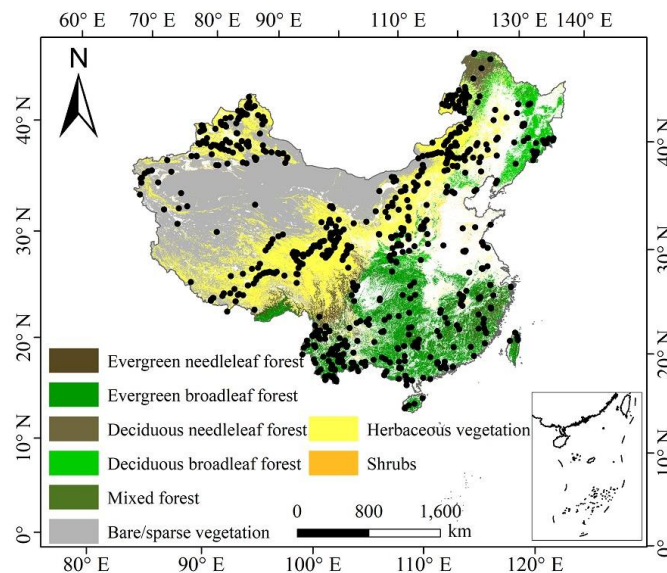 60° E 70° E 80° E 90° E 110° E 120° E 130° E 140° E
N
40° N
30° N
20° N
10° N
0°
40° N
30° N
20° N
10° N
0° N
Evergreen needleleaf forest
Evergreen broadleaf forest
Deciduous needleleaf forest
Deciduous broadleaf forest
Mixed forest
Bare/sparse vegetation
Herbaceous vegetation
Shrubs
0 800 1,600
km
80° E 90° E 100° E 110° E 120° E